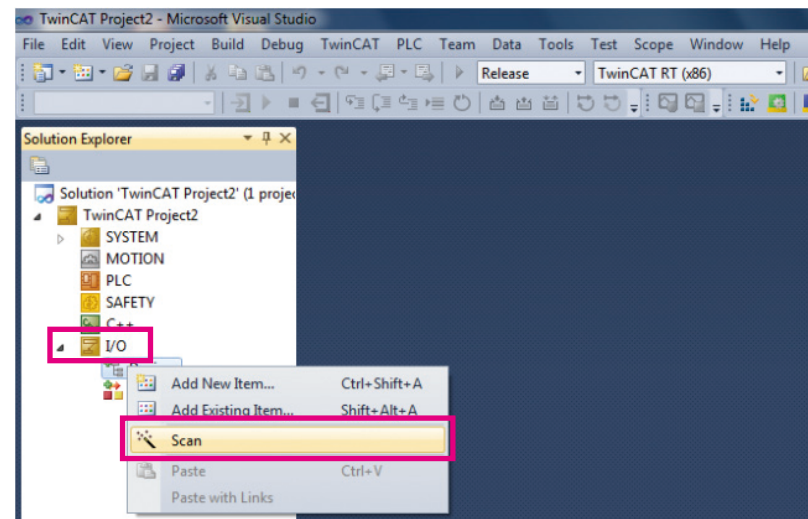 TwinCAT Project2 - Microsoft Visual Studio
File Edit View Project Build Debug TwinCAT PLC Team Data Tools Test Scope Window Help
Release TwinCAT RT (x86)
Solution Explorer
Solution 'TwinCAT Project2' (1 projec
TwinCAT Project2
SYSTEM
MOTION
PLC
SAFETY
C++
I/O
Add New Item... Ctrl+Shift+A
Add Existing Item... Shift+Alt+A
Scan
Paste Ctrl+V
Paste with Links